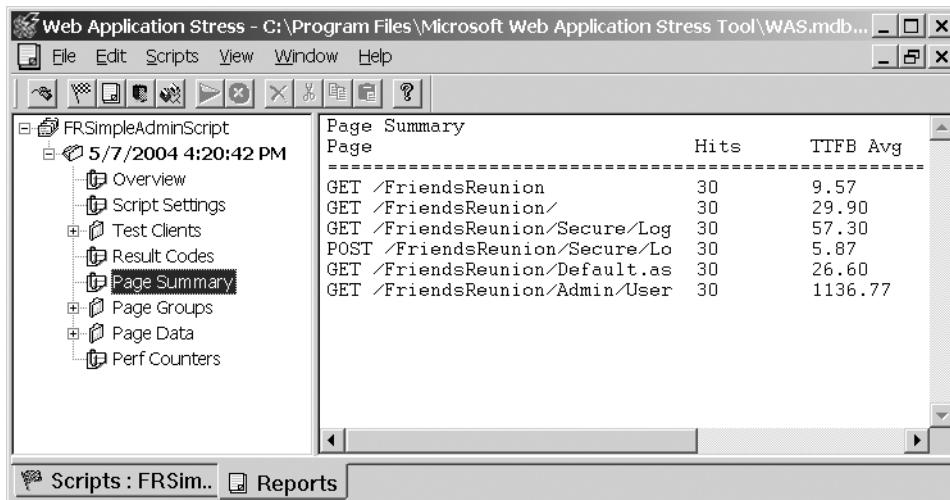 Web Application Stress - C:\Program Files\Microsoft Web Application Stress Tool\WAS.mdb...
File Edit Scripts View Window Help
FRSimpleAdminScript
5/7/2004 4:20:42 PM
Overview
Script Settings
Test Clients
Result Codes
Page Summary
Page Groups
Page Data
Perf Counters
Page Summary
Page Hits TTFB Avg
================================================
GET /FriendsReunion 30 9.57
GET /FriendsReunion/ 30 29.90
GET /FriendsReunion/Secure/Log 30 57.30
POST /FriendsReunion/Secure/Lo 30 5.87
GET /FriendsReunion/Default.as 30 26.60
GET /FriendsReunion/Admin/User 30 1136.77
Scripts : FRSim.. Reports